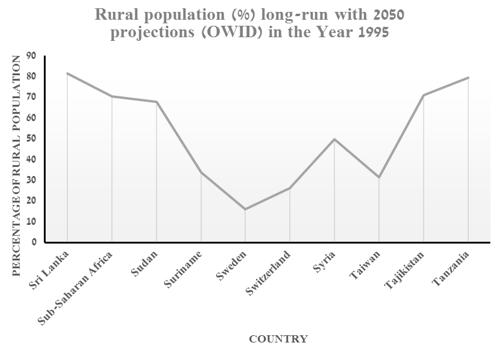 Rural population (%) long-run with 2050
projections (OWID) in the Year 1995
PERCENTAGE OF RURAL POPULATION
90
80
70
60
50
40
30
20
10
0
Sri Lanka
Sub-Saharan Africa
Sudan
Suriname
Sweden
Switzerland
Syria
Taiwan
Tajikistan
Tanzania
COUNTRY